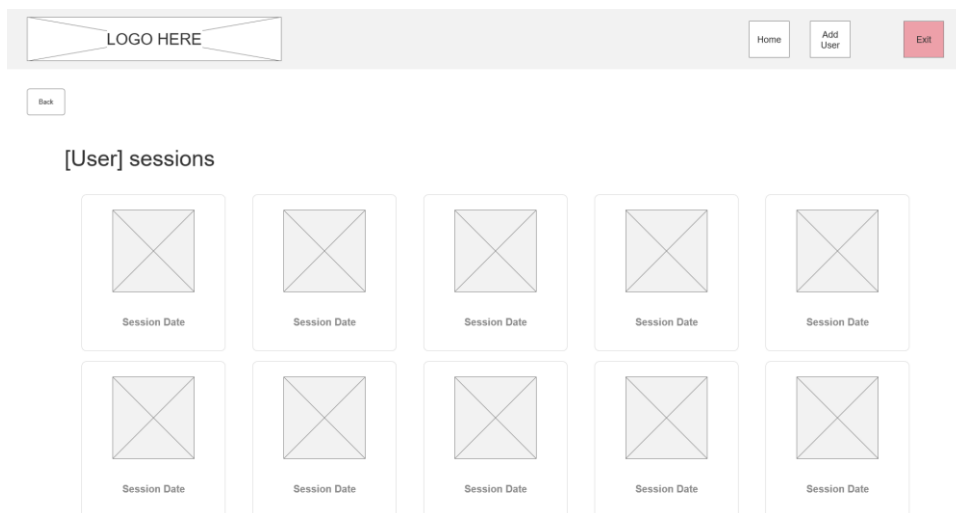 LOGO HERE
Home
Add
User
Exit
Back
[User] sessions
Session Date
Session Date
Session Date
Session Date
Session Date
Session Date
Session Date
Session Date
Session Date
Session Date